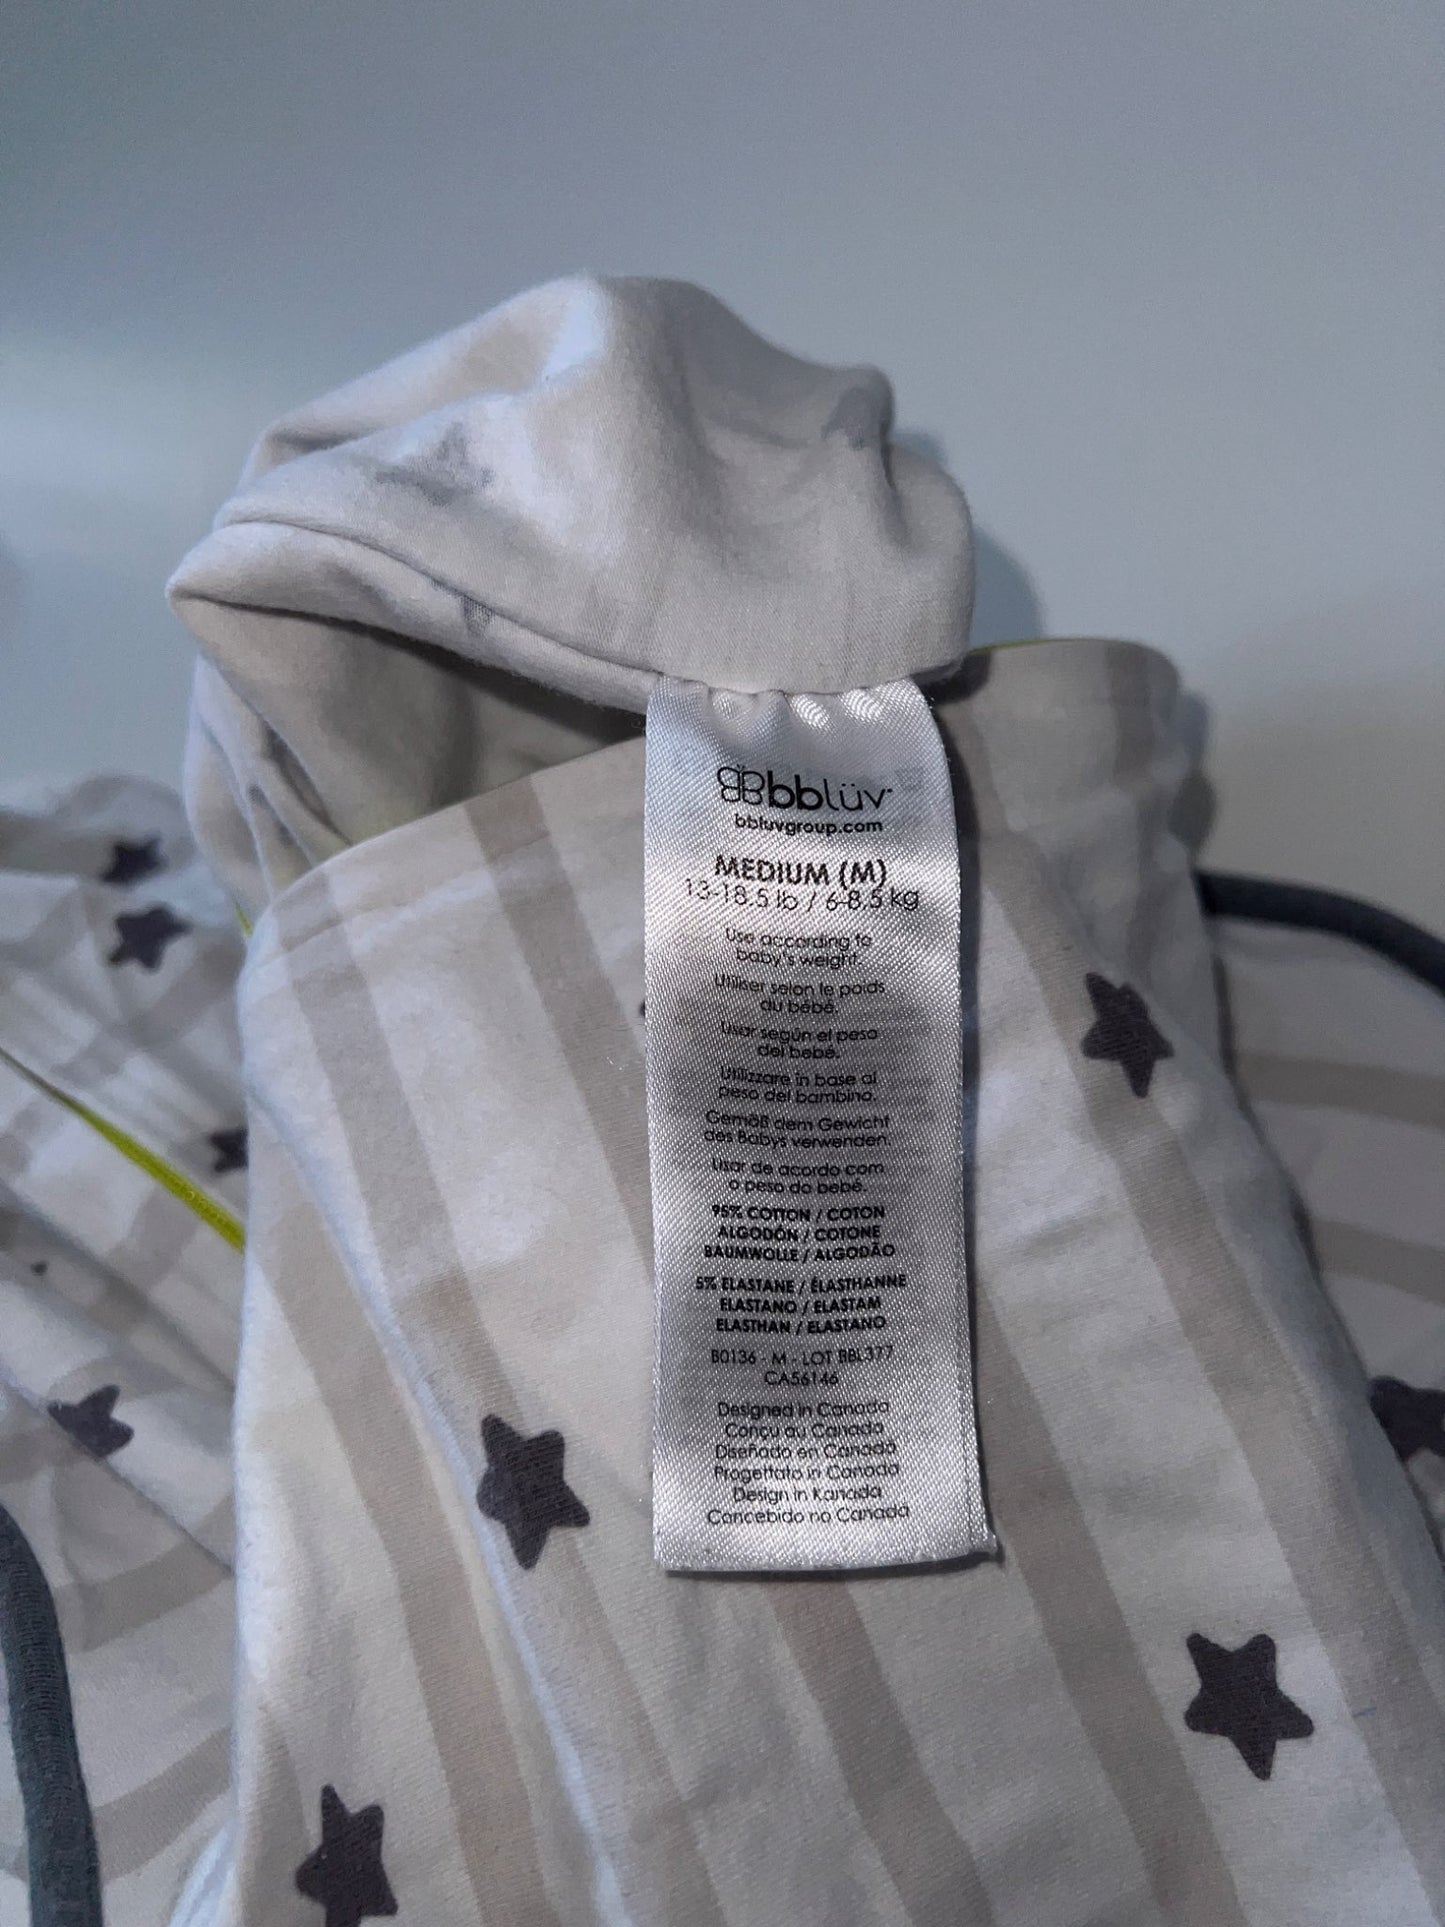 bblüv
bbluvgroup.com
MEDIUM (M)
13-18.5 lb / 6-8.5 kg
Use according to
baby's weight.
Utiliser selon le poids
du bébé.
Usar según el peso
del bebé.
Utilizzare in base al
peso del bambino.
Gemäß dem Gewicht
des Babys verwenden.
Usar de acordo com
o peso do bebé.
95% COTTON / COTON
ALGODÓN / COTONE
BAUMWOLLE / ALGODÃO
5% ELASTANE / ÉLASTHANNE
ELASTANO / ELASTAM
ELASTHAN / ELASTANO
B0136 - M - LOT BBL377
CA56146
Designed in Canada
Conçu au Canada
Diseñado en Canadá
Progettato in Canada
Design in Kanada
Concebido no Canadá